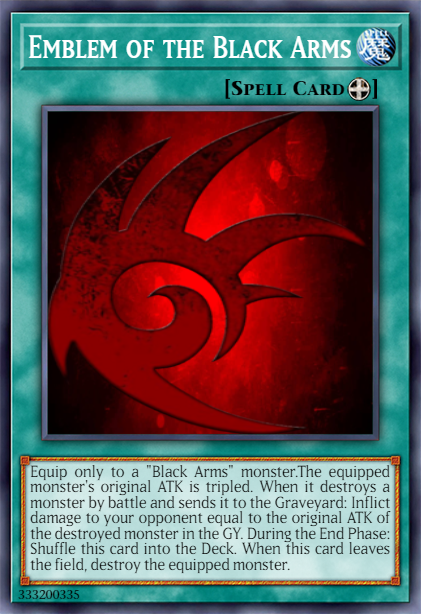 Emblem of the Black Arms 魔
[Spell Card]
Equip only to a "Black Arms" monster.The equipped
monster's original ATK is tripled. When it destroys a
monster by battle and sends it to the Graveyard: Inflict
damage to your opponent equal to the original ATK of
the destroyed monster in the GY. During the End Phase:
Shuffle this card into the Deck. When this card leaves
the field, destroy the equipped monster.
333200335